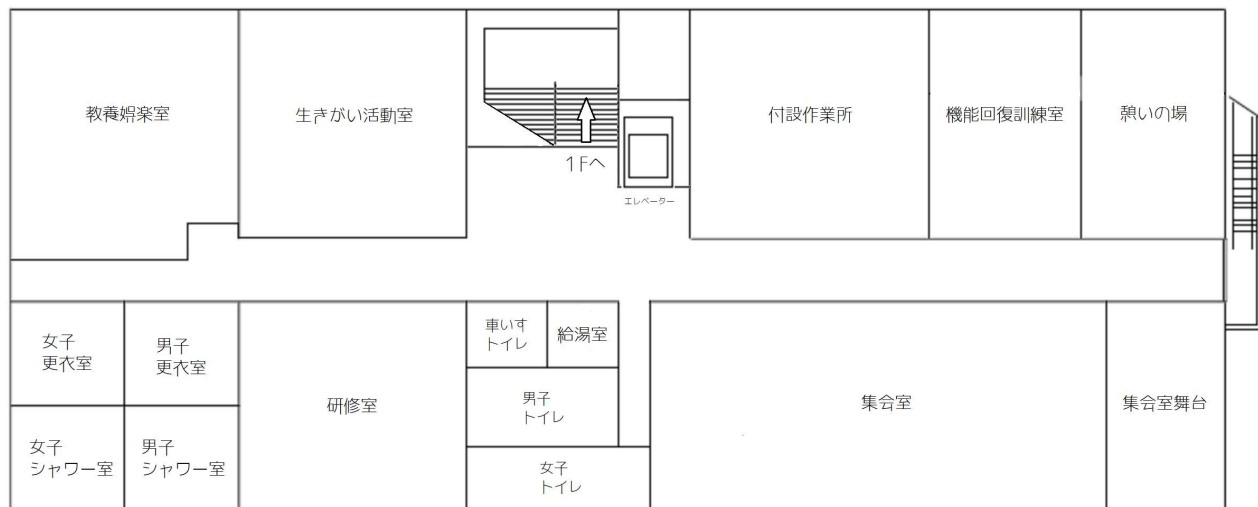 教養娯楽室
生きがい活動室
1Fへ
エレベーター
付設作業所
機能回復訓練室
憩いの場
女子
更衣室
男子
更衣室
女子
シャワー室
男子
シャワー室
研修室
車いす
トイレ
給湯室
男子
トイレ
女子
トイレ
集会室
集会室舞台